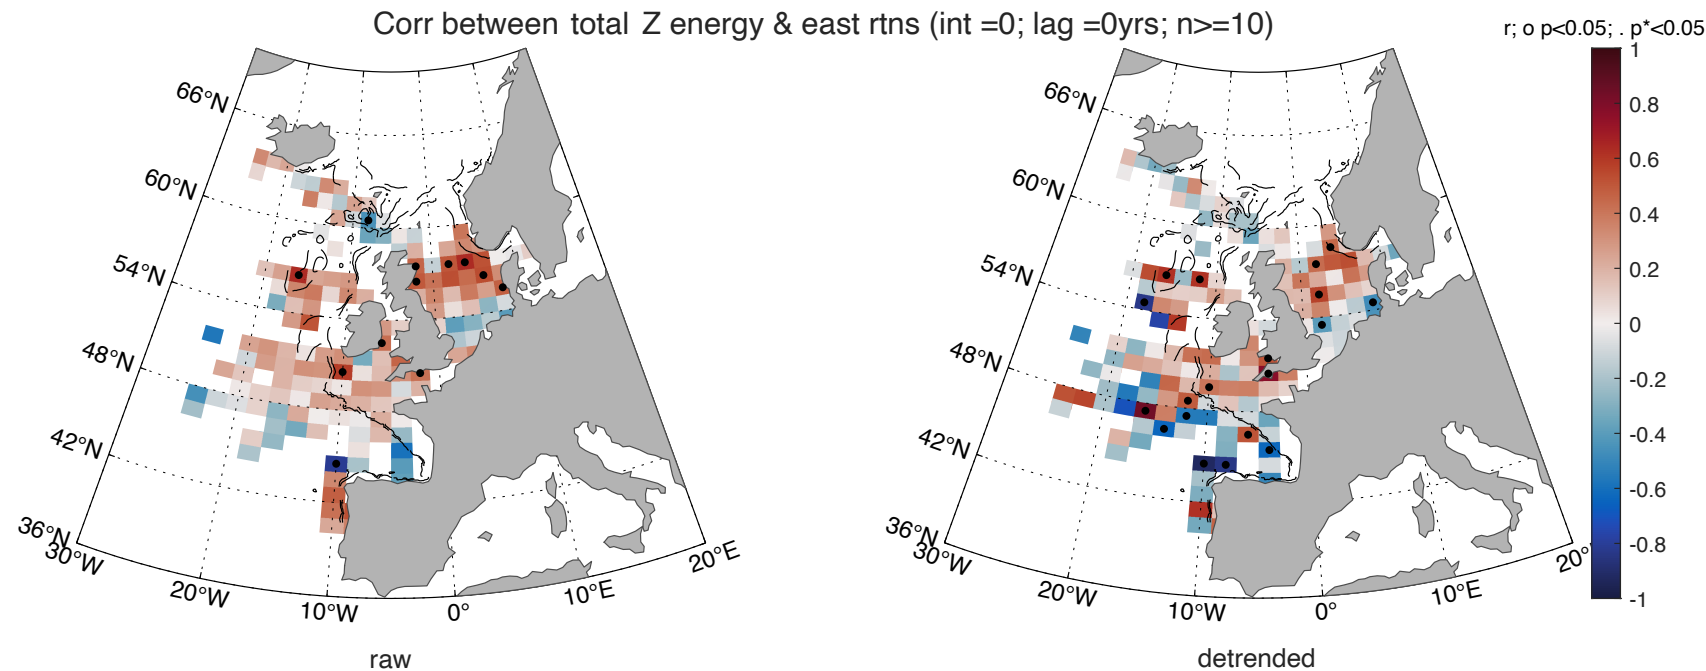 Corr between total Z energy & east rtns (int =0; lag =0yrs; n>=10)
r; o p<0.05; . p*<0.05
66°N
60°N
54°N
48°N
42°N
36°N
30°W
20°W
10°W
0°
10°E
20°E
raw
66°N
60°N
54°N
48°N
42°N
36°N
30°W
20°W
10°W
0°
10°E
20°
detrended
1
0.8
0.6
0.4
0.2
0
-0.2
-0.4
-0.6
-0.8
-1